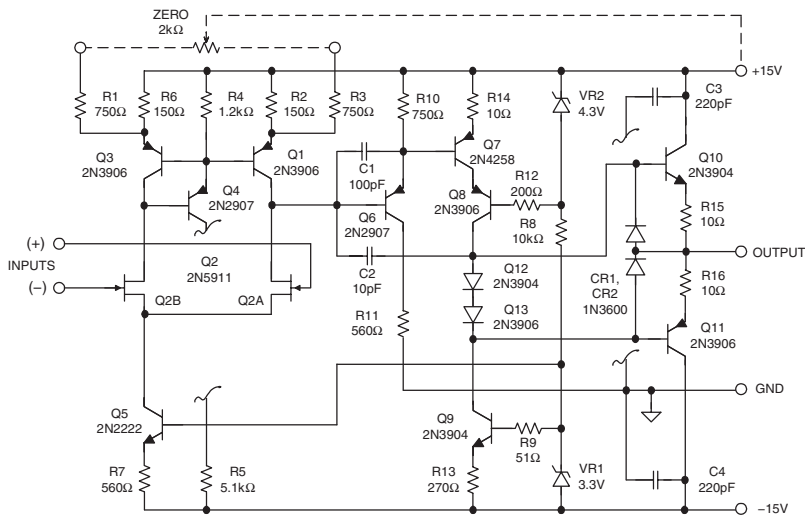 ZERO
2kΩ
+15V
R1
750Ω
R6
150Ω
R4
1.2kΩ
R2
150Ω
R3
750Ω
R10
750Ω
R14
10Ω
VR2
4.3V
C3
220pF
Q3
2N3906
Q1
2N3906
Q7
2N4258
Q10
2N3904
C1
100pF
R12
200Ω
Q4
2N2907
Q8
2N3906
Q6
2N2907
R8
10kΩ
R15
10Ω
(+)
INPUTS
(−)
Q2
2N5911
Q2B
Q2A
C2
10pF
Q12
2N3904
Q13
2N3906
CR1,
CR2
1N3600
OUTPUT
R16
10Ω
R11
560Ω
Q11
2N3906
GND
Q5
2N2222
Q9
2N3904
R9
51Ω
R7
560Ω
R5
5.1kΩ
R13
270Ω
VR1
3.3V
C4
220pF
−15V